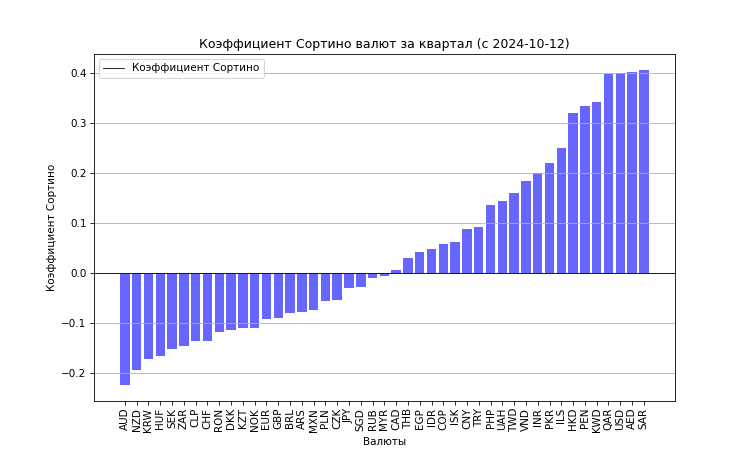 Коэффициент Сортино валют за квартал (с 2024-10-12)
Коэффициент Сортино
0.4
0.3
0.2
0.1
0.0
−0.1
−0.2
Коэффициент Сортино
AUD NZD KRW HUF SEK ZAR CLP CHF RON DKK KZT NOK EUR GBP BRL ARS MXN PLN CZK JPY SGD RUB MYR CAD THB EGP IDR COP ISK CNY TRY PHP UAH TWD VND INR PKR ILS HKD PEN KWD QAR USD AED SAR
Валюты